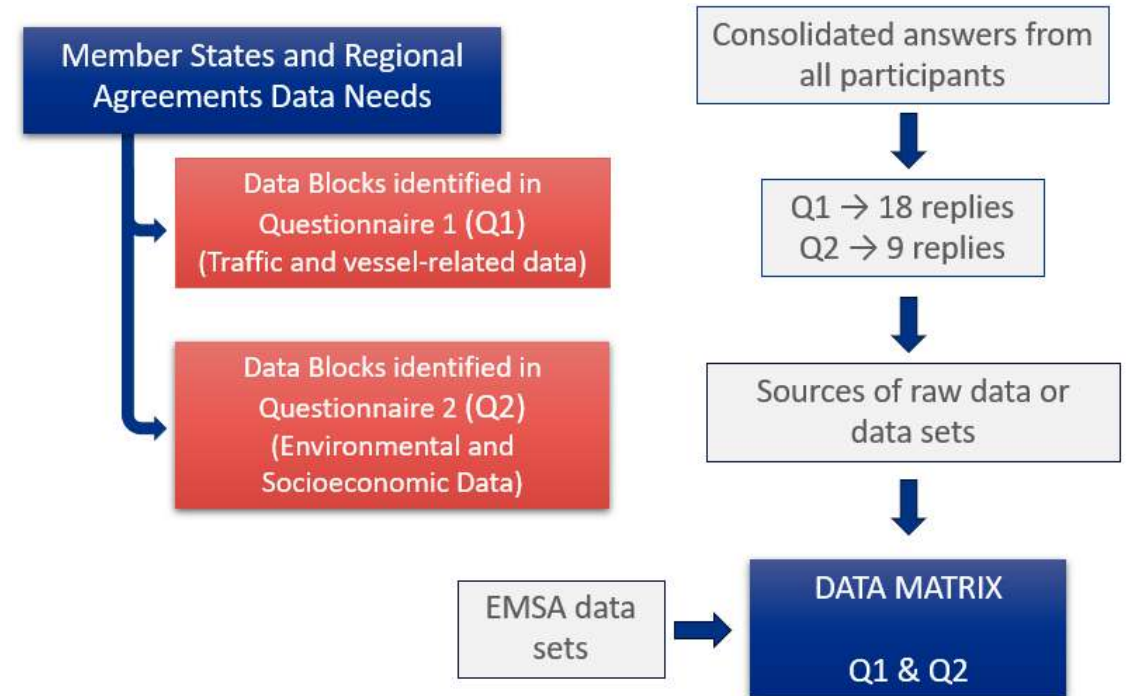 Member States and Regional
Agreements Data Needs
Data Blocks identified in
Questionnaire 1 (Q1)
(Traffic and vessel-related data)
Data Blocks identified in
Questionnaire 2 (Q2)
(Environmental and
Socioeconomic Data)
Consolidated answers from
all participants
Q1 → 18 replies
Q2 → 9 replies
Sources of raw data or
data sets
EMSA data
sets
DATA MATRIX
Q1 & Q2